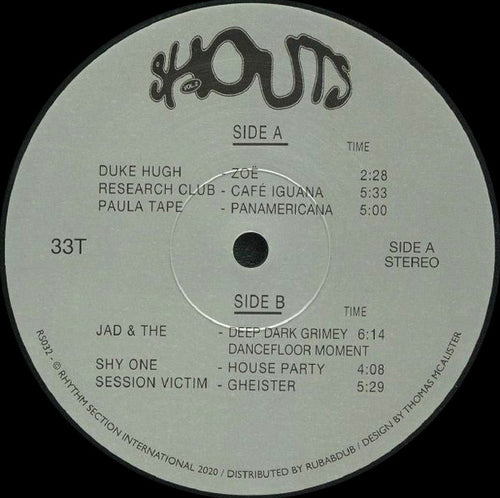 SHOUTS
VOL. 2
SIDE A
TIME
DUKE HUGH - ZOË 2:28
RESEARCH CLUB - CAFÉ IGUANA 5:33
PAULA TAPE - PANAMERICANA 5:00
33T
SIDE A
STEREO
SIDE B
TIME
JAD & THE - DEEP DARK GRIMEY 6:14
DANCEFLOOR MOMENT
SHY ONE - HOUSE PARTY 4:08
SESSION VICTIM - GHEISTER 5:29
RS032 - © RHYTHM SECTION INTERNATIONAL 2020 / DISTRIBUTED BY RUBADUB / DESIGN BY THOMAS MCALISTER